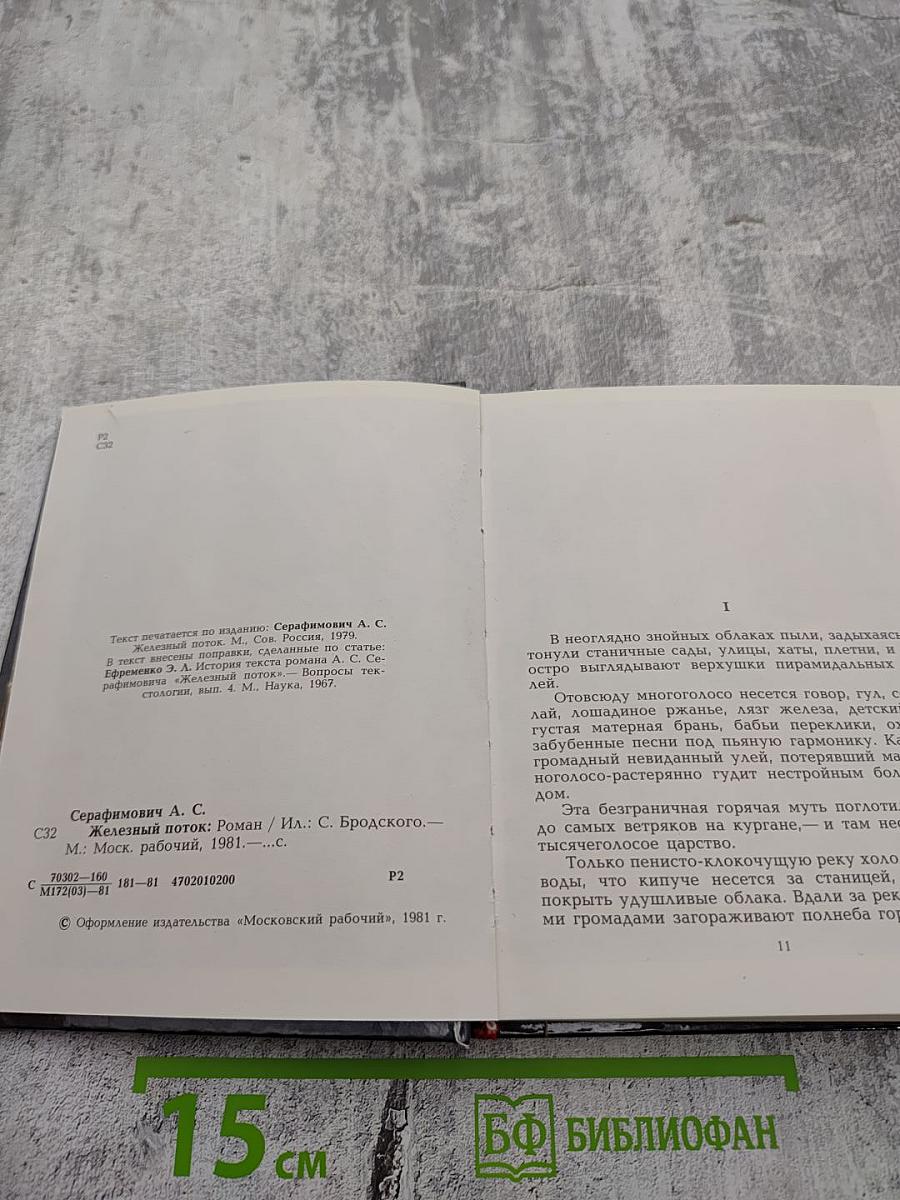 Р2
С32
Текст печатается по изданию: Серафимович А. С.
Железный поток. М., Сов. Россия, 1979.
В текст внесены поправки, сделанные по статье:
Ефременко Э. Л. История текста романа А. С. Се-
рафимовича «Железный поток».— Вопросы тек-
стологии, вып. 4. М., Наука, 1967.
Серафимович А. С.
С32 Железный поток: Роман / Ил.: С. Бродского.—
М.: Моск. рабочий, 1981.—...с.
С 70302—160
М172(03)—81 181—81 4702010200 Р2
© Оформление издательства «Московский рабочий», 1981 г.
I
В неоглядно знойных облаках пыли, задыхаясь
тонули станичные сады, улицы, хаты, плетни, и
остро выглядывают верхушки пирамидальных
лей.
Отовсюду многоголосо несется говор, гул,
лай, лошадиное ржанье, лязг железа, детский
густая матерная брань, бабьи переклики,
забубенные песни под пьяную гармонику.
громадный невиданный улей, потерявший
ноголосо-растерянно гудит нестройным
дом.
Эта безграничная горячая муть
до самых ветряков на кургане,— и там
тысячеголосое царство.
Только пенисто-клокочущую реку
воды, что кипуче несется за станицей,
покрыть удушливые облака. Вдали за
ми громадами загораживают полнеба
11
15 см
БФ БИБЛИОФАН